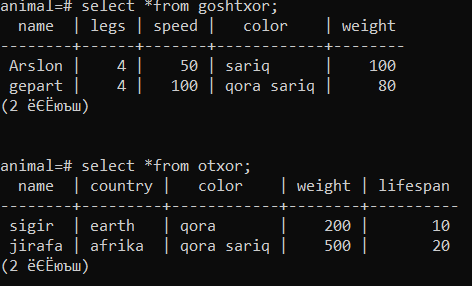 animal=# select *from goshtxor;
  name  | legs | speed |   color    | weight
--------+------+-------+------------+--------
 Arslon |    4 |    50 | sariq      |    100
 gepart |    4 |   100 | qora sariq |     80
(2 ёЄЁюъш)
animal=# select *from otxor;
  name  | country |   color    | weight | lifespan
--------+---------+------------+--------+----------
 sigir  | earth   | qora       |    200 |       10
 jirafa | afrika  | qora sariq |    500 |       20
(2 ёЄЁюъш)